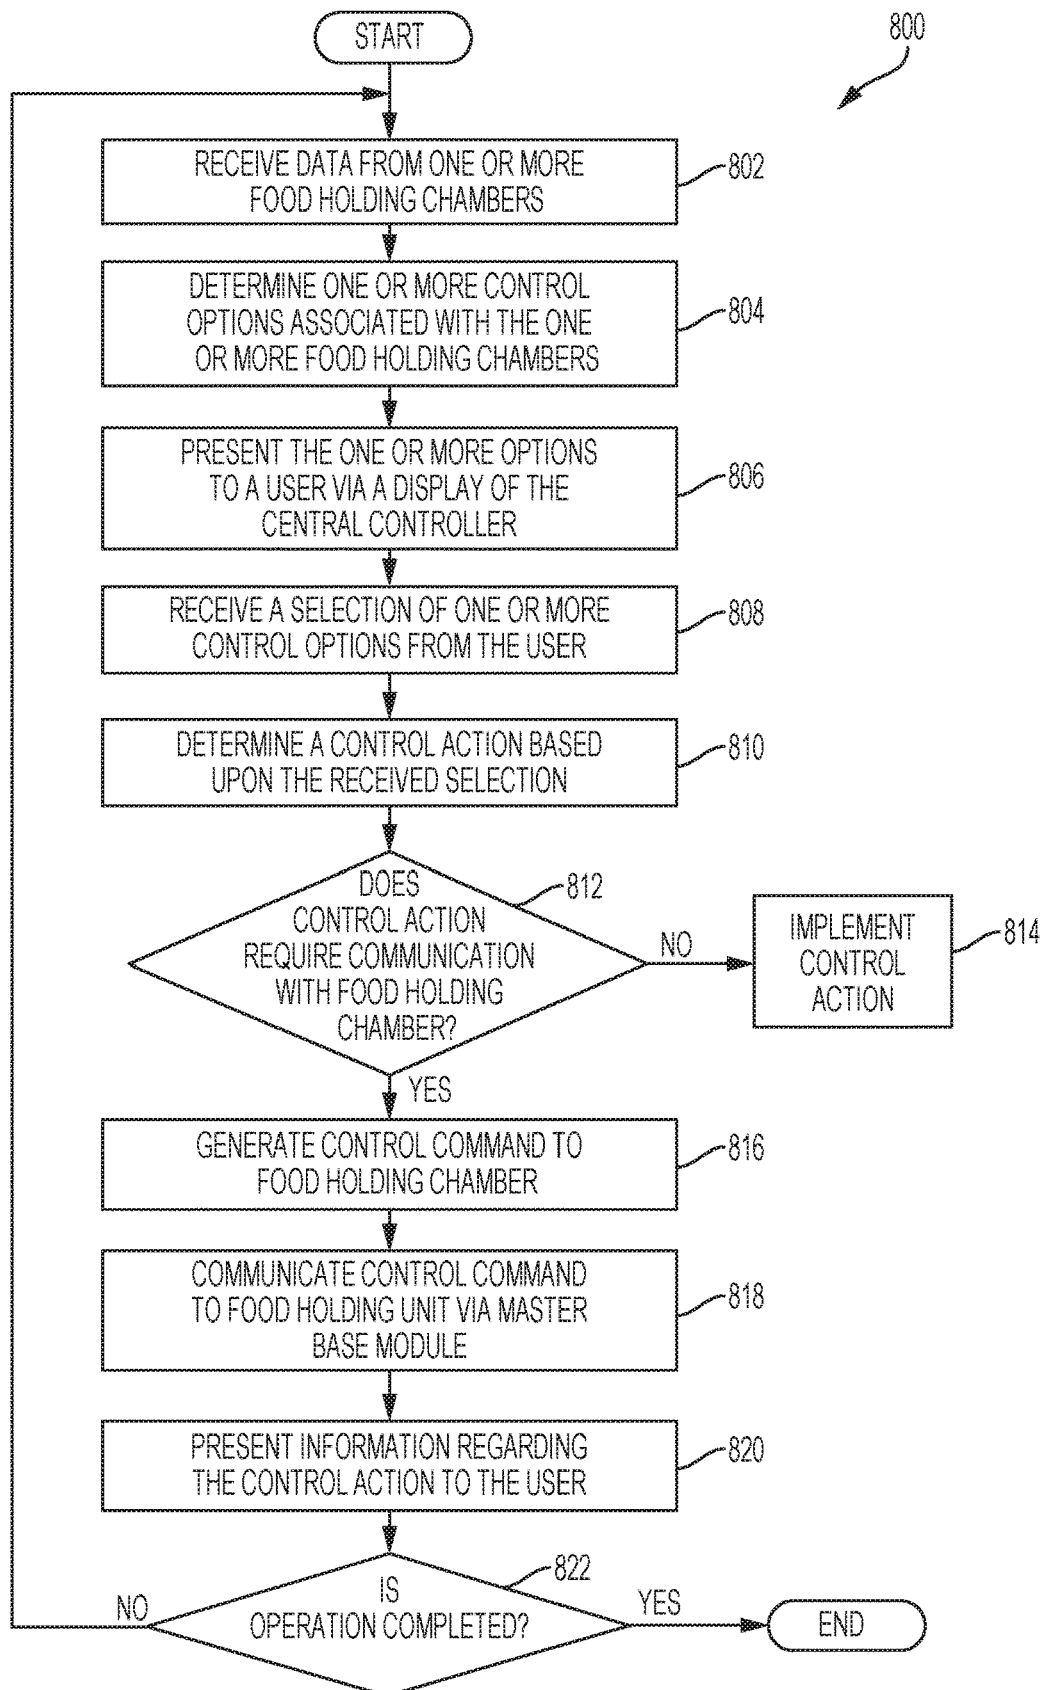 START
800
RECEIVE DATA FROM ONE OR MORE
FOOD HOLDING CHAMBERS
802
DETERMINE ONE OR MORE CONTROL
OPTIONS ASSOCIATED WITH THE ONE
OR MORE FOOD HOLDING CHAMBERS
804
PRESENT THE ONE OR MORE OPTIONS
TO A USER VIA A DISPLAY OF THE
CENTRAL CONTROLLER
806
RECEIVE A SELECTION OF ONE OR MORE
CONTROL OPTIONS FROM THE USER
808
DETERMINE A CONTROL ACTION BASED
UPON THE RECEIVED SELECTION
810
DOES
CONTROL ACTION
REQUIRE COMMUNICATION
WITH FOOD HOLDING
CHAMBER?
812
NO
IMPLEMENT
CONTROL
ACTION
814
YES
GENERATE CONTROL COMMAND TO
FOOD HOLDING CHAMBER
816
COMMUNICATE CONTROL COMMAND
TO FOOD HOLDING UNIT VIA MASTER
BASE MODULE
818
PRESENT INFORMATION REGARDING
THE CONTROL ACTION TO THE USER
820
IS
OPERATION COMPLETED?
822
NO
YES
END